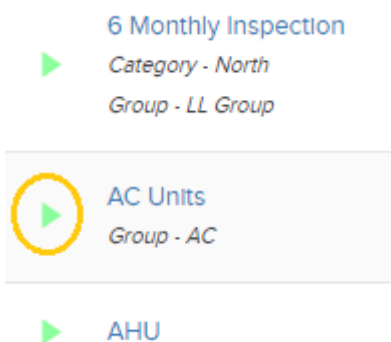 6 Monthly Inspection
Category - North
Group - LL Group
AC Units
Group - AC
AHU